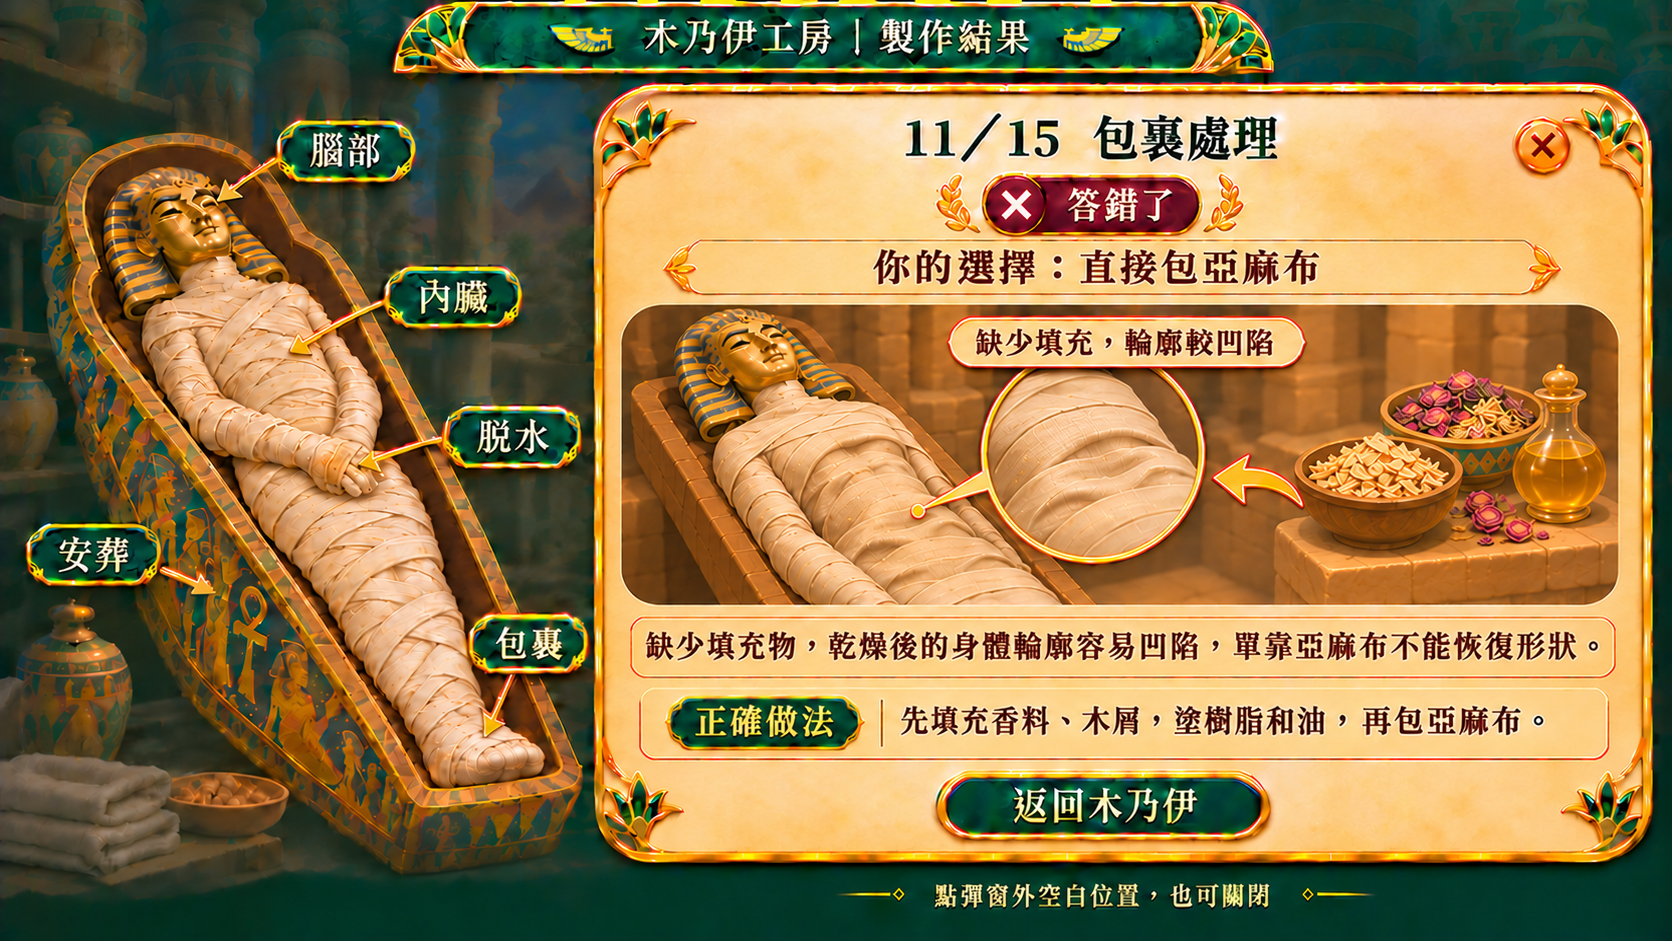 木乃伊工房｜製作結果
腦部
內臟
脫水
安葬
包裹
11／15 包裹處理
答錯了
你的選擇：直接包亞麻布
缺少填充，輪廓較凹陷
缺少填充物，乾燥後的身體輪廓容易凹陷，單靠亞麻布不能恢復形狀。
正確做法
先填充香料、木屑，塗樹脂和油，再包亞麻布。
返回木乃伊
點彈窗外空白位置，也可關閉